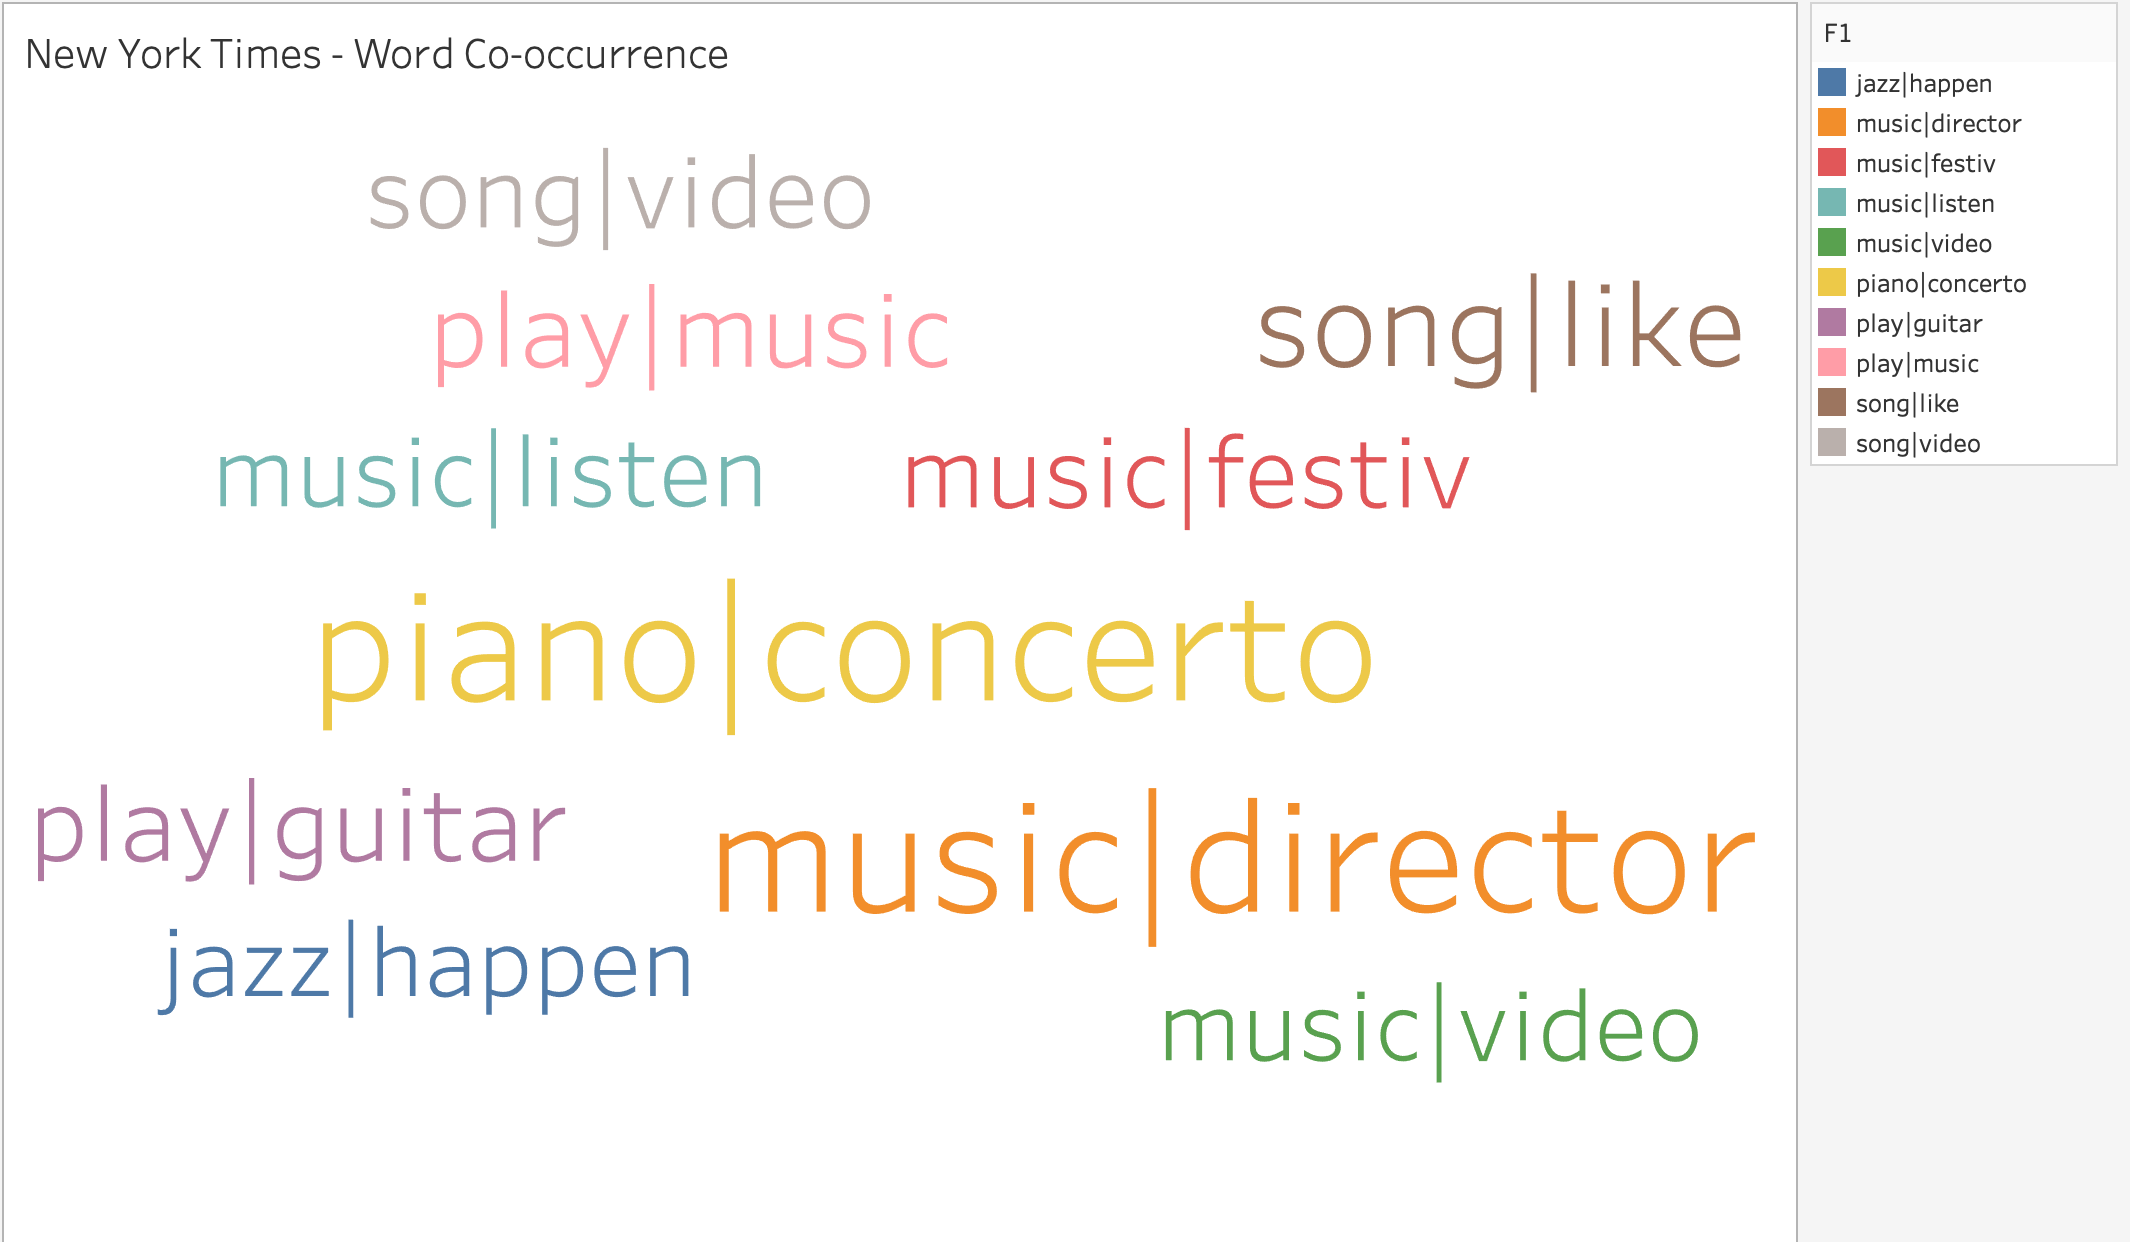 New York Times - Word Co-occurrence
song|video
play|music
song|like
music|listen
music|festiv
piano|concerto
play|guitar
music|director
jazz|happen
music|video
F1
jazz|happen
music|director
music|festiv
music|listen
music|video
piano|concerto
play|guitar
play|music
song|like
song|video